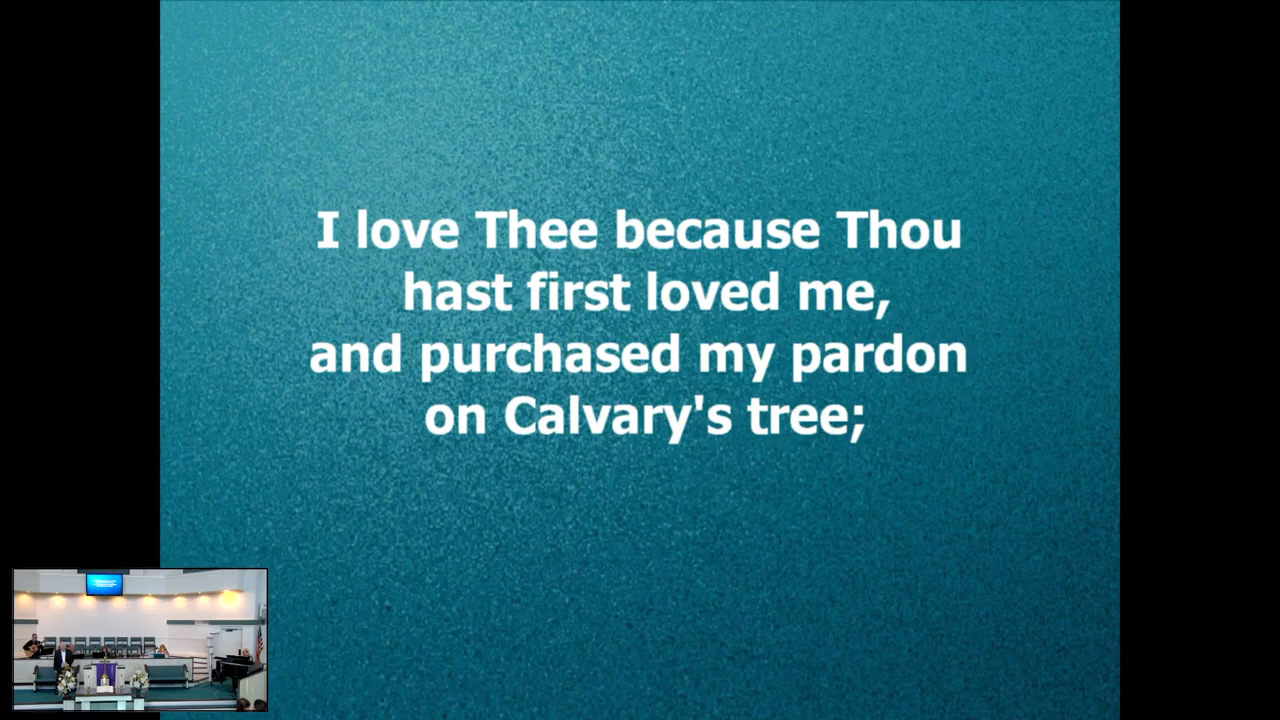 I love Thee because Thou
hast first loved me,
and purchased my pardon
on Calvary's tree;